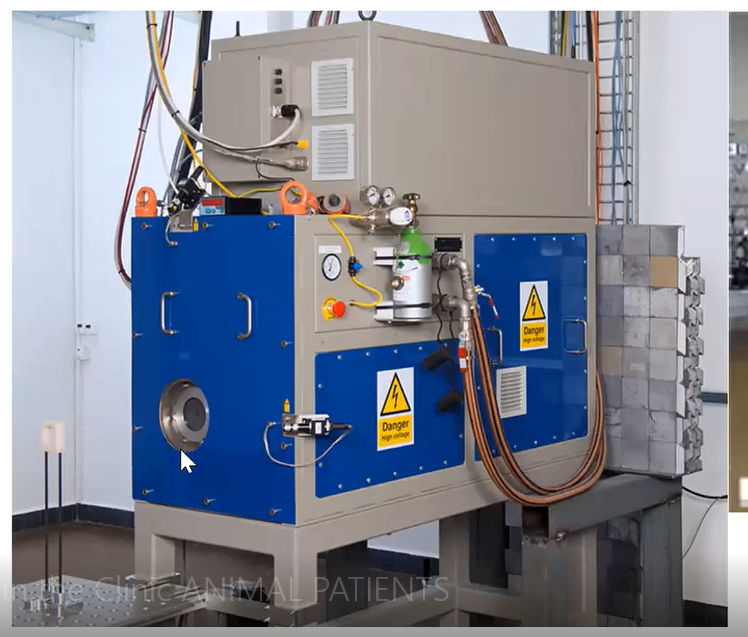 Danger
High voltage
Danger
High voltage
in the Clinic ANIMAL PATIENTS